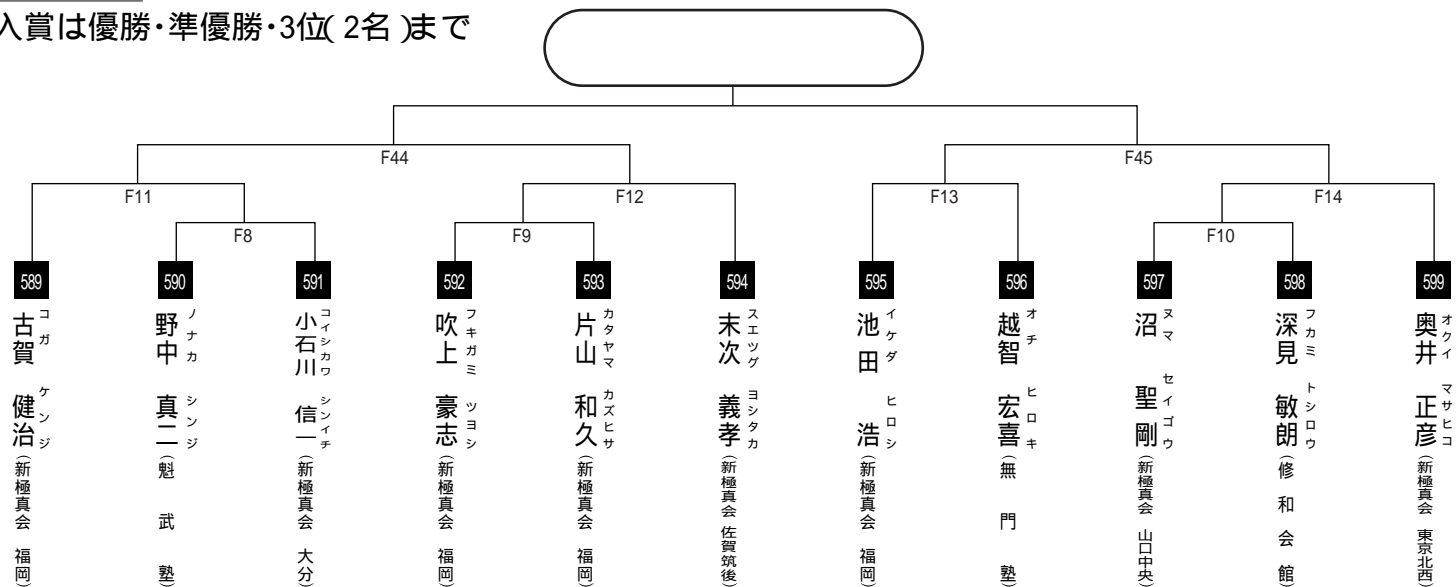 入賞は優勝・準優勝・3位(2名)まで
F44
F45
F11
F12
F13
F14
F8
F9
F10
589
590
591
592
593
594
595
596
597
598
599
古賀 健治 コガ ケンジ (新極真会 福岡)
野中 真二 ノナカ シンジ (魁武塾)
小石川 信一 コイシカワ シンイチ (新極真会 大分)
吹上 豪志 フキガミ ツヨシ (新極真会 福岡)
片山 和久 カタヤマ カズヒサ (新極真会 福岡)
末次 義孝 スエツグ ヨシタカ (新極真会 佐賀筑後)
池田 浩 イケダ ヒロシ (新極真会 福岡)
越智 宏喜 オチ ヒロキ (無門塾)
沼 聖剛 ヌマ セイゴウ (新極真会 山口中央)
深見 敏朗 フカミ トシロウ (修和会館)
奥井 正彦 オクイ マサヒコ (新極真会 東京北西)